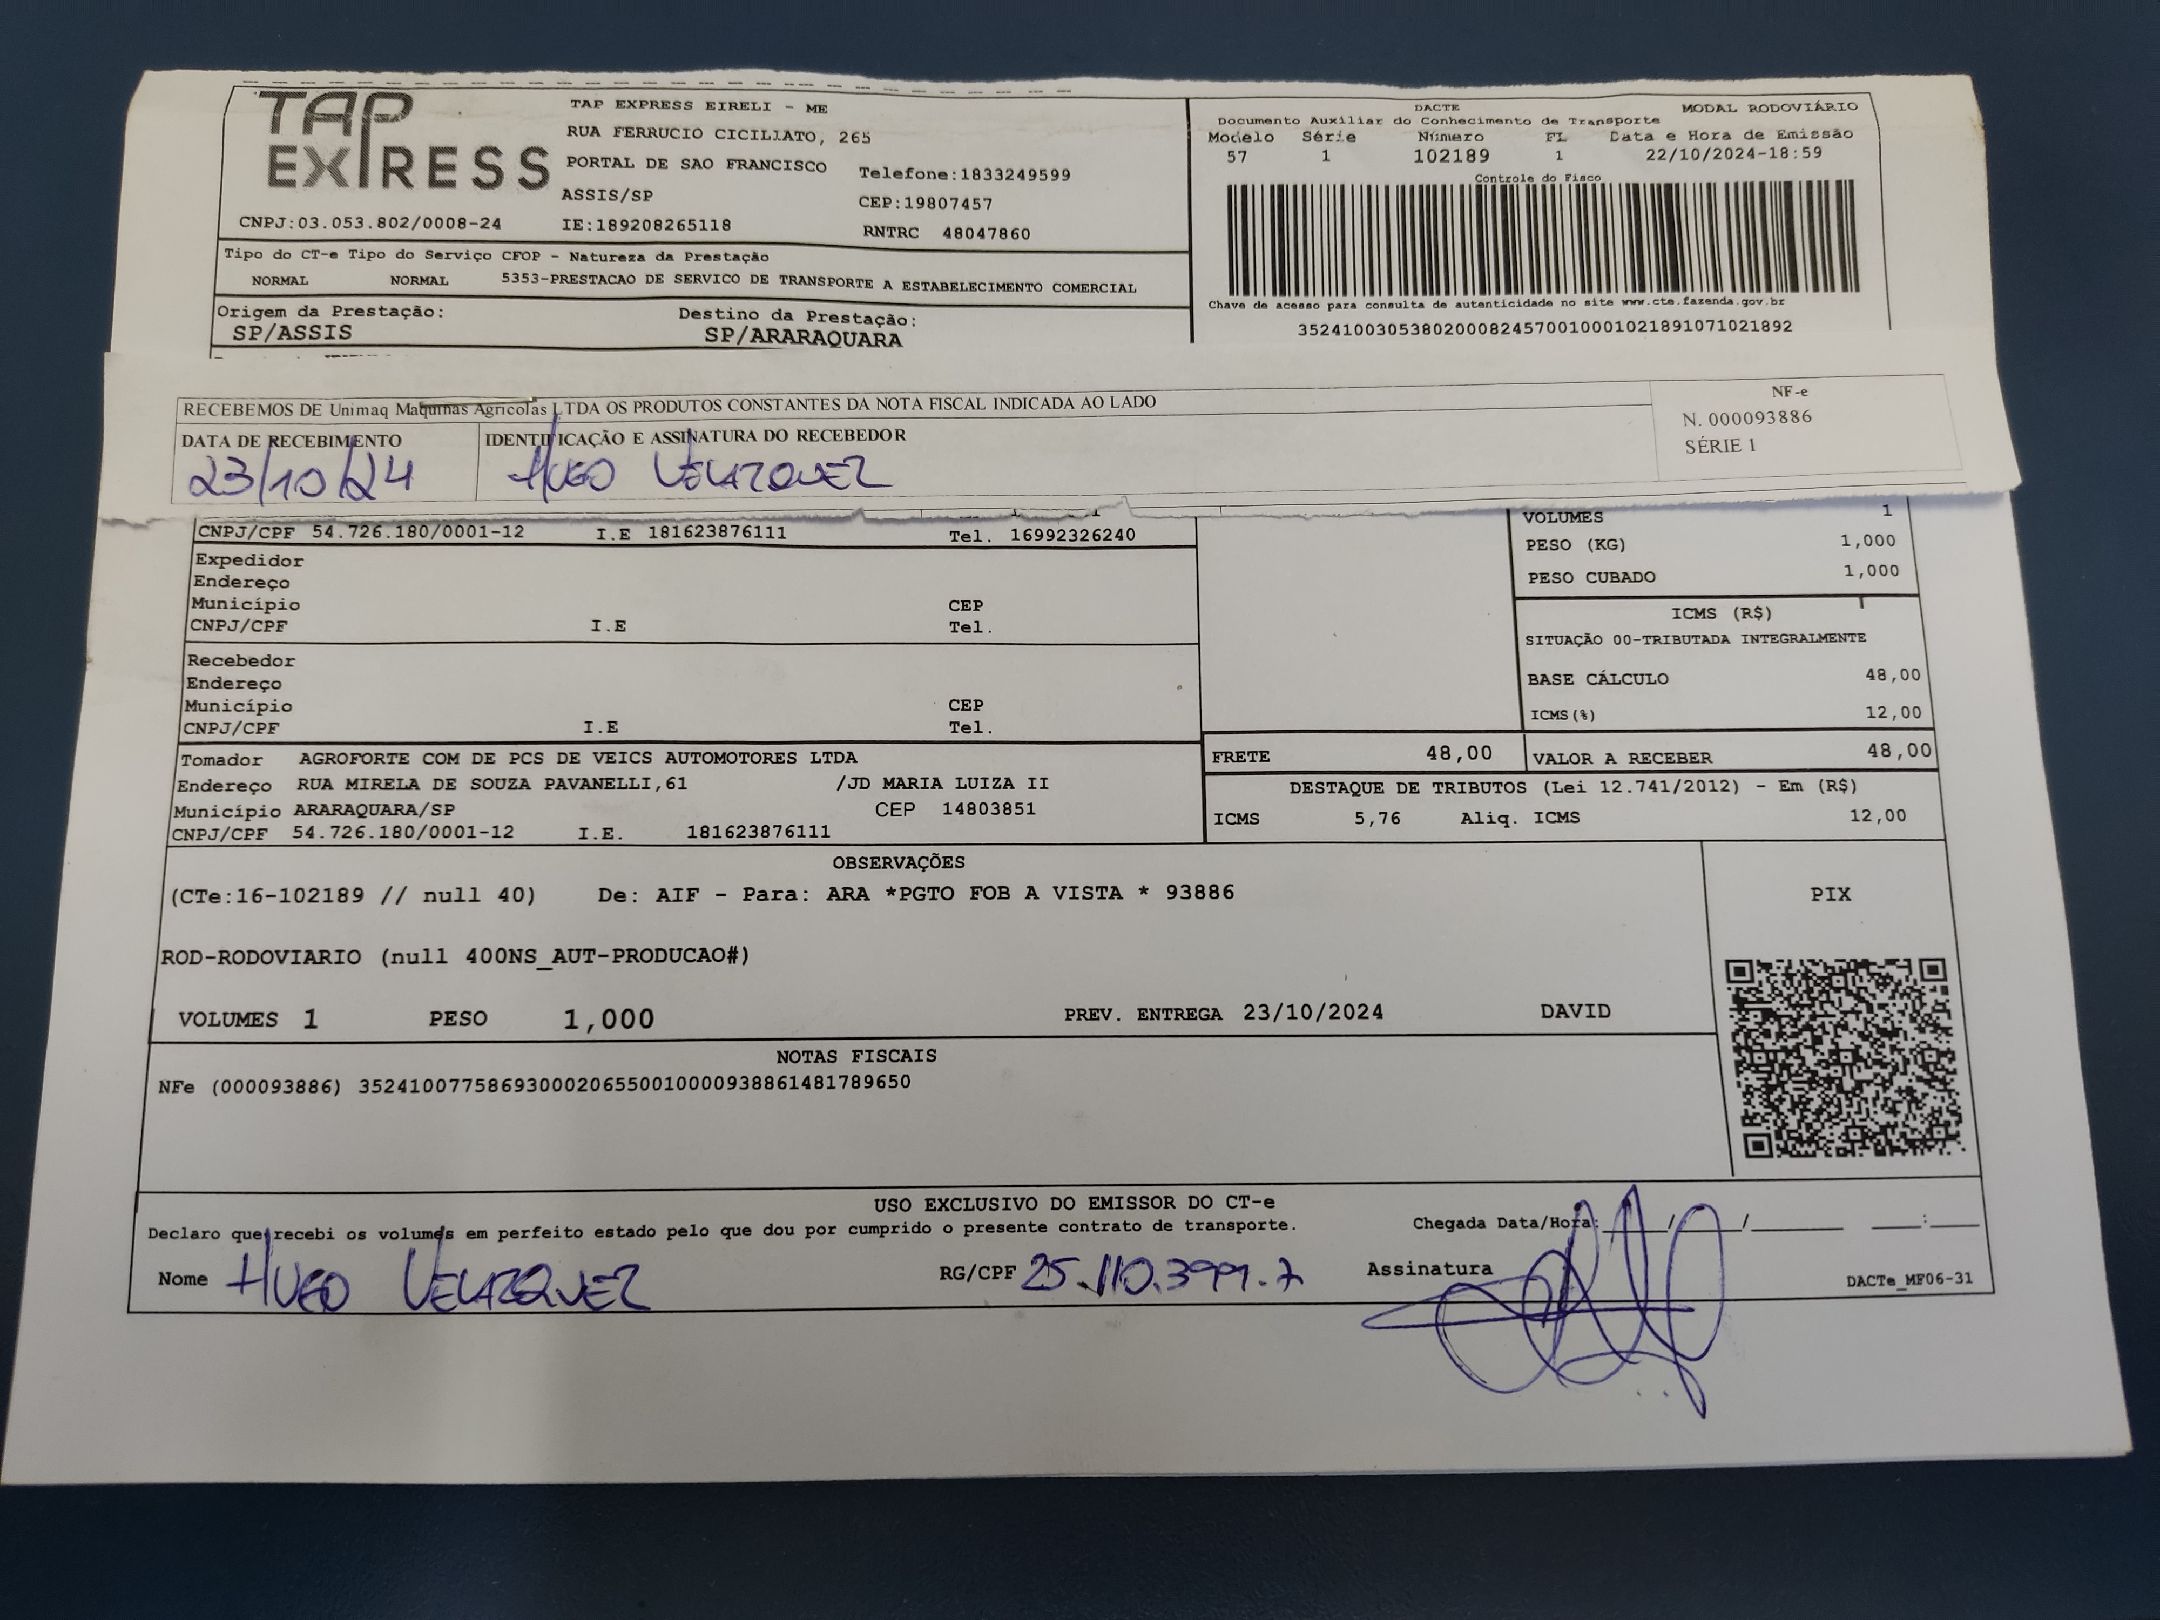 TAP EXPRESS
TAP EXPRESS EIRELI - ME
RUA FERRUCIO CICILIATO, 265
PORTAL DE SAO FRANCISCO
Telefone:1833249599
ASSIS/SP
CEP:19807457
CNPJ:03.053.802/0008-24
IE:189208265118
RNTRC 48047860
DACTE
MODAL RODOVIÁRIO
Documento Auxiliar do Conhecimento de Transporte
Modelo Série Número FL Data e Hora de Emissão
57 1 102189 1 22/10/2024-18:59
Controle do Fisco
Chave de acesso para consulta de autenticidade no site www.cte.fazenda.gov.br
35241003053802000824570010001021891071021892
Tipo do CT-e Tipo do Serviço CFOP - Natureza da Prestação
NORMAL NORMAL 5353-PRESTACAO DE SERVICO DE TRANSPORTE A ESTABELECIMENTO COMERCIAL
Origem da Prestação: Destino da Prestação:
SP/ASSIS SP/ARARAQUARA
RECEBEMOS DE Unimaq Maquinas Agricolas LTDA OS PRODUTOS CONSTANTES DA NOTA FISCAL INDICADA AO LADO
NF-e
N. 000093886
SÉRIE 1
DATA DE RECEBIMENTO IDENTIFICAÇÃO E ASSINATURA DO RECEBEDOR
23/10/24 HUGO VELAZQUEZ
CNPJ/CPF 54.726.180/0001-12 I.E 181623876111 Tel. 16992326240
Expedidor
Endereço
Município CEP
CNPJ/CPF I.E Tel.
Recebedor
Endereço
Município CEP
CNPJ/CPF I.E Tel.
VOLUMES 1
PESO (KG) 1,000
PESO CUBADO 1,000
ICMS (R$)
SITUAÇÃO 00-TRIBUTADA INTEGRALMENTE
BASE CÁLCULO 48,00
ICMS(%) 12,00
Tomador AGROFORTE COM DE PCS DE VEICS AUTOMOTORES LTDA
Endereço RUA MIRELA DE SOUZA PAVANELLI,61 /JD MARIA LUIZA II
Município ARARAQUARA/SP CEP 14803851
CNPJ/CPF 54.726.180/0001-12 I.E. 181623876111
FRETE 48,00 VALOR A RECEBER 48,00
DESTAQUE DE TRIBUTOS (Lei 12.741/2012) - Em (R$)
ICMS 5,76 Aliq. ICMS 12,00
OBSERVAÇÕES
(CTe:16-102189 // null 40) De: AIF - Para: ARA *PGTO FOB A VISTA * 93886
PIX
ROD-RODOVIARIO (null 400NS_AUT-PRODUCAO#)
VOLUMES 1 PESO 1,000 PREV. ENTREGA 23/10/2024 DAVID
NOTAS FISCAIS
NFe (000093886) 35241007758693000206550010000938861481789650
USO EXCLUSIVO DO EMISSOR DO CT-e
Declaro que recebi os volumes em perfeito estado pelo que dou por cumprido o presente contrato de transporte.
Chegada Data/Hora: ____/____/____ ___:___
Nome HUGO VELAZQUEZ RG/CPF 25.110.399.7 Assinatura
DACTe_MF06-31